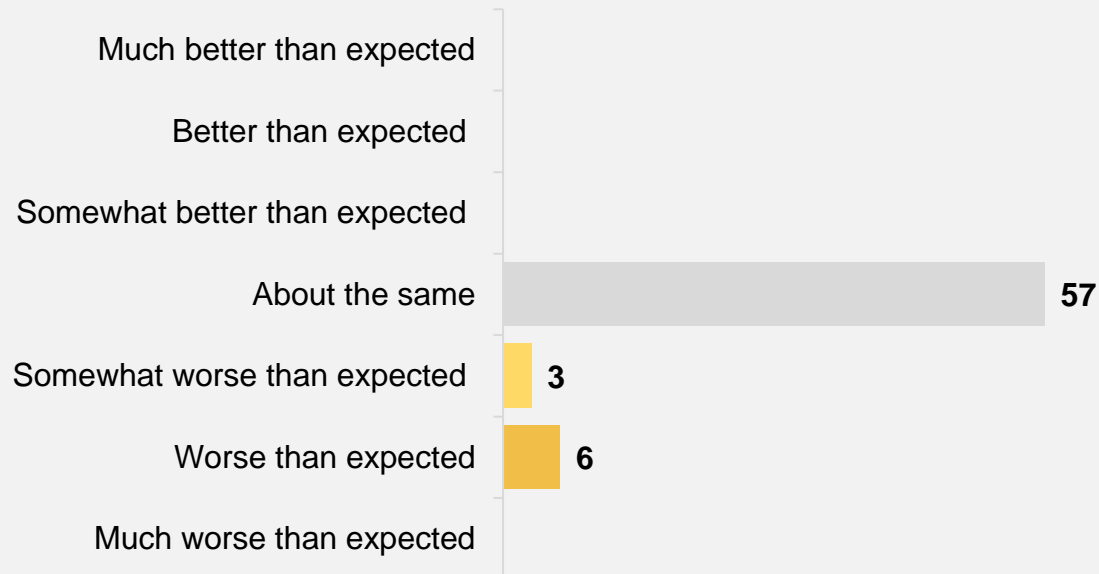 Much better than expected
Better than expected
Somewhat better than expected
About the same
57
Somewhat worse than expected
3
Worse than expected
6
Much worse than expected